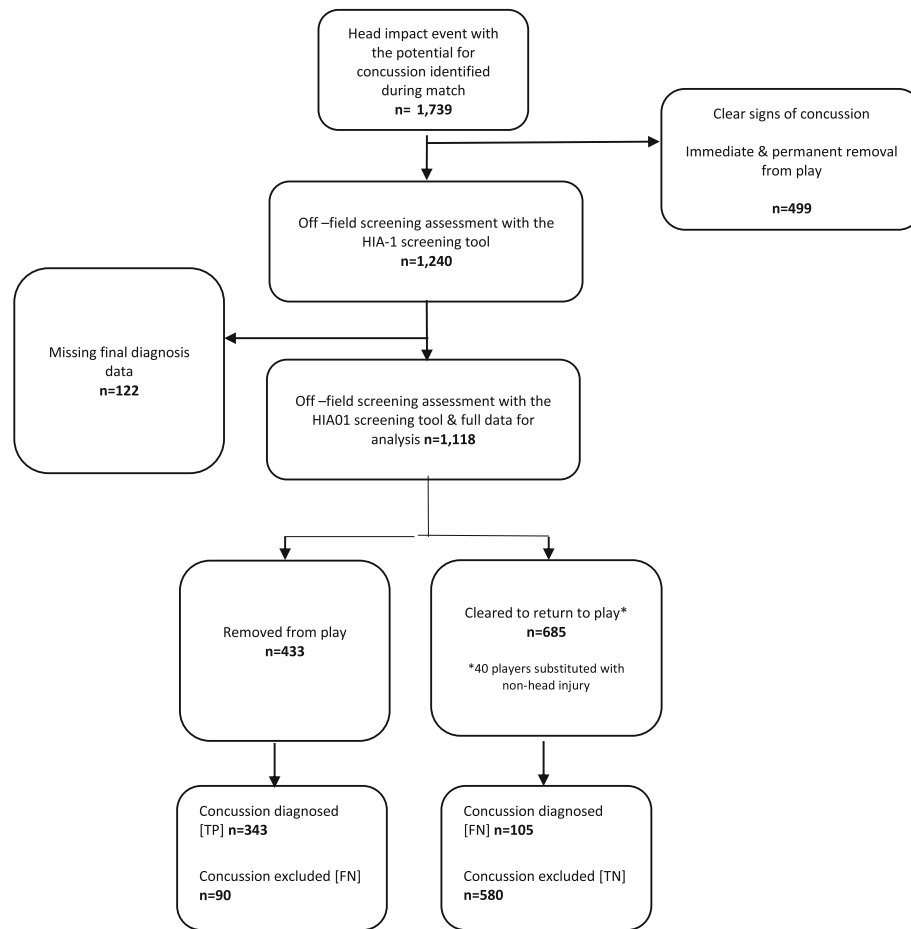 Head impact event with
the potential for
concussion identified
during match
n= 1,739
Clear signs of concussion
Immediate & permanent removal
from play
n=499
Off –field screening assessment with the
HIA-1 screening tool
n=1,240
Missing final diagnosis
data
n=122
Off –field screening assessment with the
HIA01 screening tool & full data for
analysis n=1,118
Removed from play
n=433
Cleared to return to play*
n=685
*40 players substituted with
non-head injury
Concussion diagnosed
[TP] n=343
Concussion excluded [FN]
n=90
Concussion diagnosed
[FN] n=105
Concussion excluded [TN]
n=580